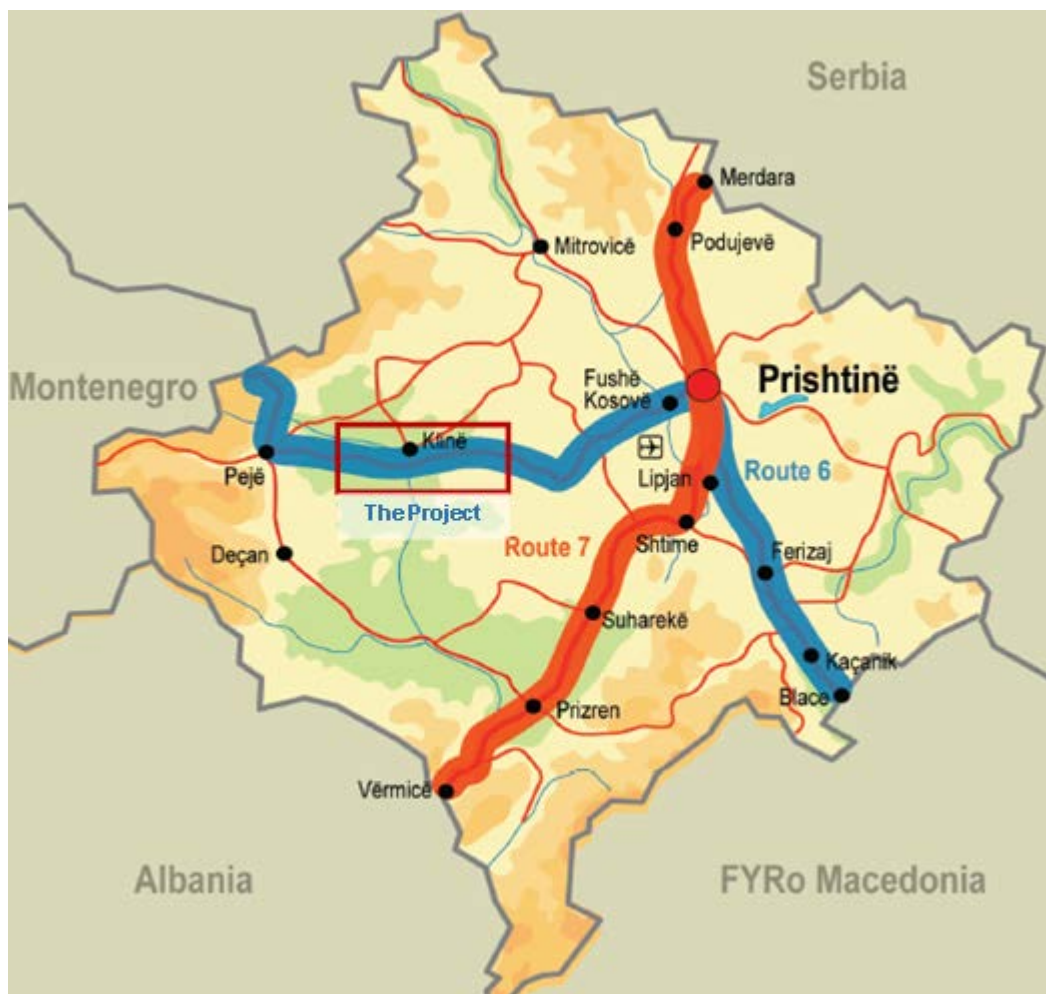 Serbia
Merdara
Podujevë
Mitrovicë
Montenegro
Fushë
Kosovë
Prishtinë
Klinë
Pejë
Lipjan
Route 6
The Project
Route 7
Shtime
Deçan
Ferizaj
Suharekë
Kaçanik
Blace
Prizren
Vërmicë
Albania
FYRo Macedonia